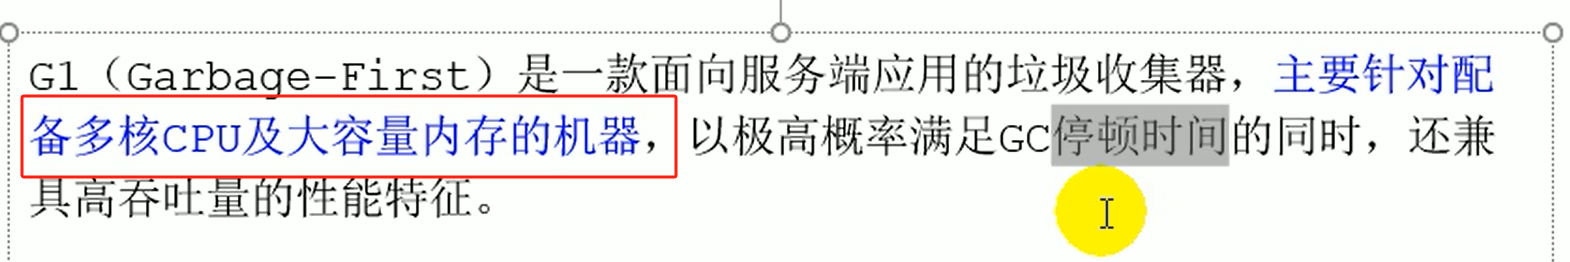 G1（Garbage-First）是一款面向服务端应用的垃圾收集器，主要针对配
备多核CPU及大容量内存的机器，以极高概率满足GC停顿时间的同时，还兼
具高吞吐量的性能特征。